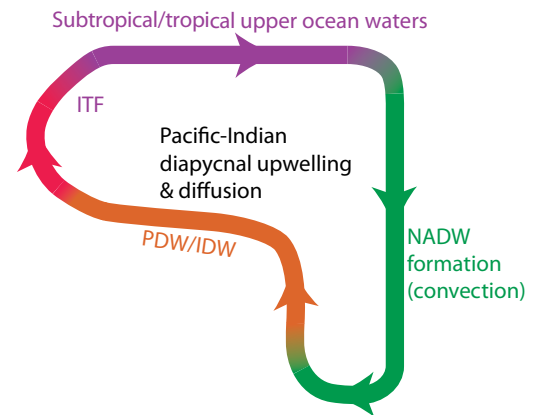 Subtropical/tropical upper ocean waters
ITF
Pacific-Indian
diapycnal upwelling
& diffusion
PDW/IDW
NADW
formation
(convection)